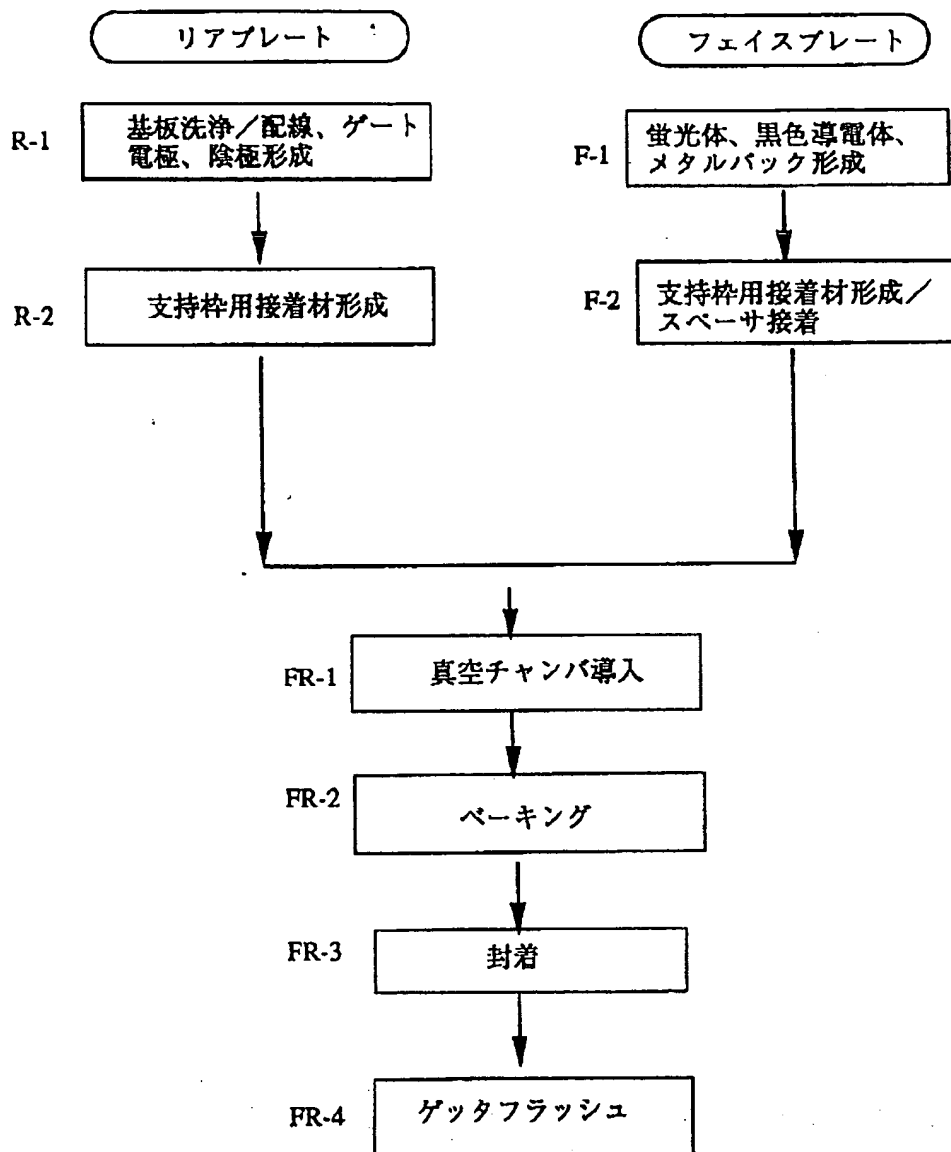 リアプレート
フェイスプレート
R-1
基板洗浄／配線、ゲート
電極、陰極形成
F-1
蛍光体、黒色導電体、
メタルバック形成
R-2
支持枠用接着材形成
F-2
支持枠用接着材形成／
スペーサ接着
FR-1
真空チャンバ導入
FR-2
ベーキング
FR-3
封着
FR-4
ゲッタフラッシュ